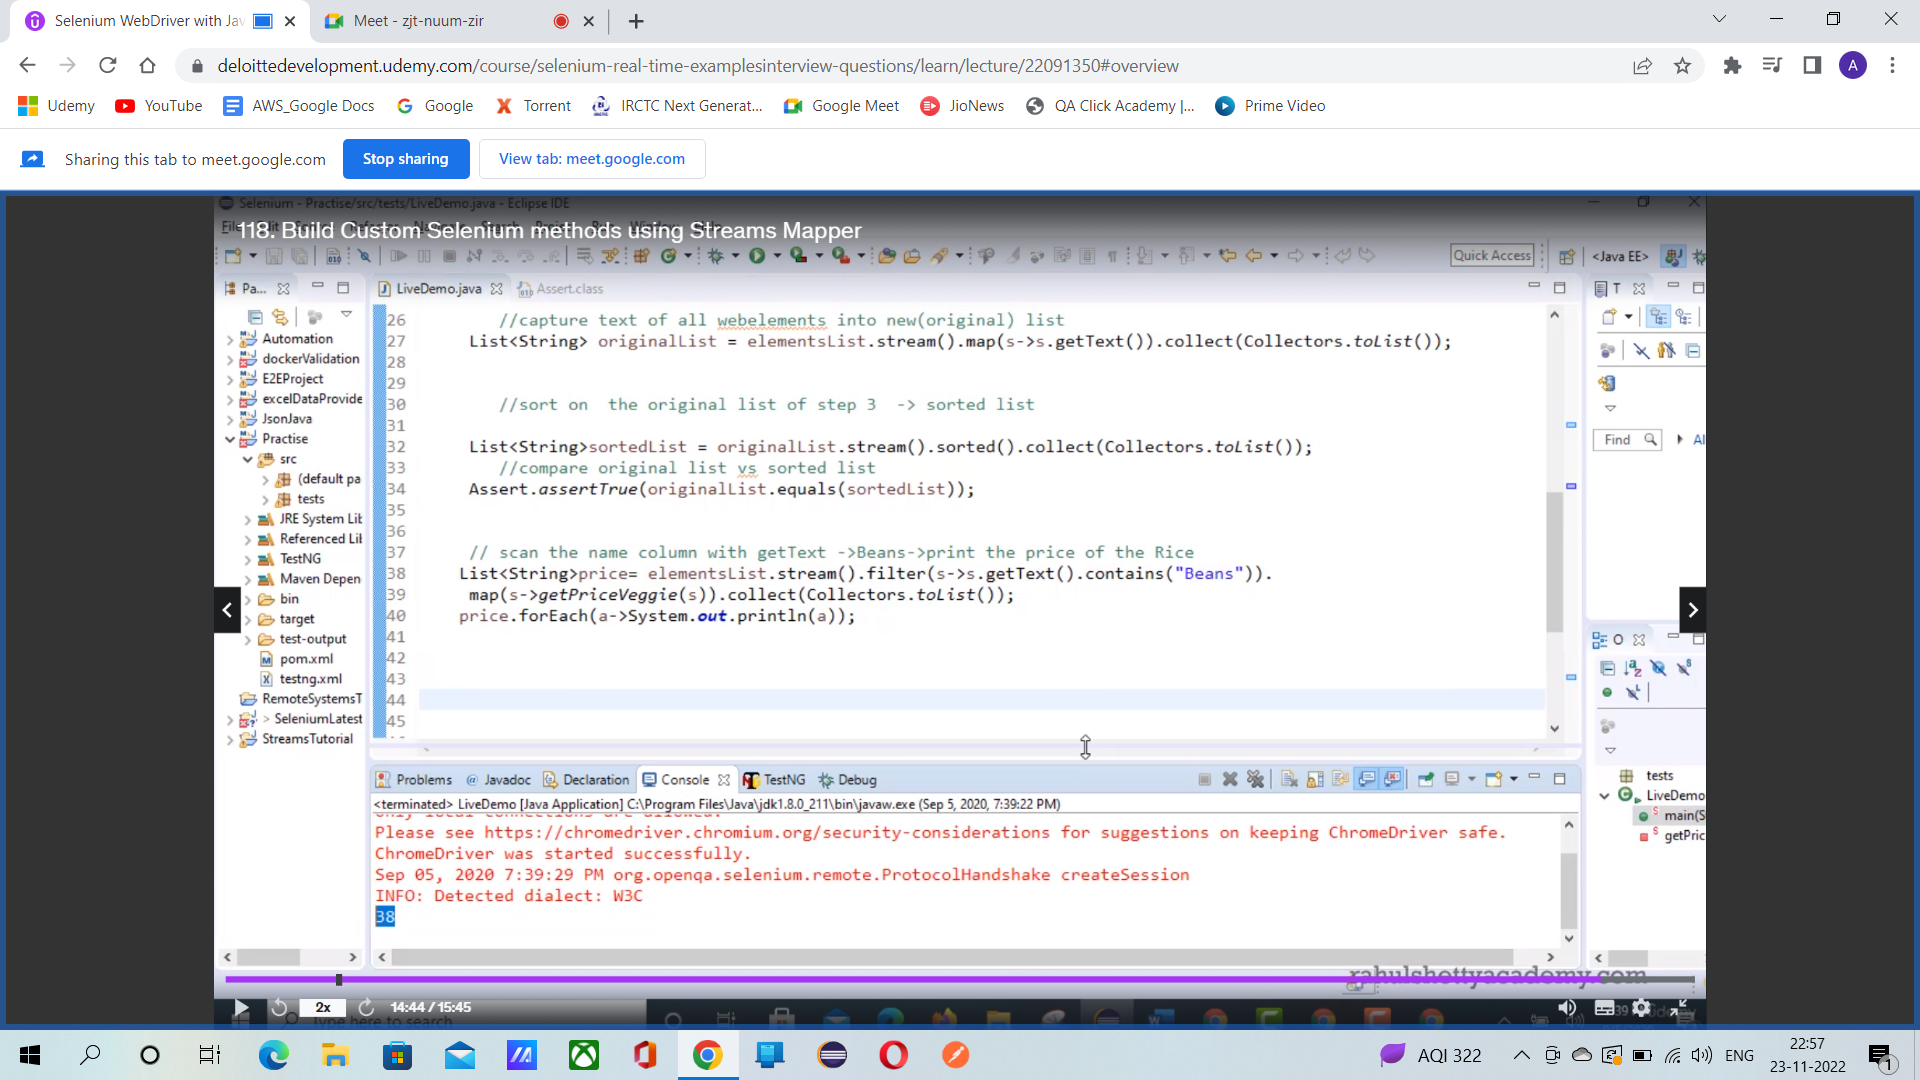 Selenium WebDriver with Jav
Meet - zjt-nuum-zir
deloittedevelopment.udemy.com/course/selenium-real-time-examplesinterview-questions/learn/lecture/22091350#overview
A
Udemy
YouTube
AWS_Google Docs
Google
Torrent
IRCTC Next Generat...
Google Meet
JioNews
QA Click Academy |...
Prime Video
Sharing this tab to meet.google.com
Stop sharing
View tab: meet.google.com
Selenium - Practise/src/tests/LiveDemo.java - Eclipse IDE
118. Build Custom Selenium methods using Streams Mapper
Quick Access
<Java EE>
Pa...
LiveDemo.java
Assert.class
T
Automation
dockerValidation
E2EProject
excelDataProvide
JsonJava
Practise
src
(default pa
tests
JRE System Lib
Referenced Lib
TestNG
Maven Depen
bin
target
test-output
pom.xml
testng.xml
RemoteSystemsT
> SeleniumLatest
StreamsTutorial
26 //capture text of all webelements into new(original) list
27 List<String> originalList = elementsList.stream().map(s->s.getText()).collect(Collectors.toList());
28
29
30 //sort on the original list of step 3 -> sorted list
31
32 List<String>sortedList = originalList.stream().sorted().collect(Collectors.toList());
33 //compare original list vs sorted list
34 Assert.assertTrue(originalList.equals(sortedList));
35
36
37 // scan the name column with getText ->Beans->print the price of the Rice
38 List<String>price= elementsList.stream().filter(s->s.getText().contains("Beans")).
39 map(s->getPriceVeggie(s)).collect(Collectors.toList());
40 price.forEach(a->System.out.println(a));
41
42
43
44
45
Find
Al
O
tests
LiveDemo
main(S
getPric
Problems
Javadoc
Declaration
Console
TestNG
Debug
<terminated> LiveDemo [Java Application] C:\Program Files\Java\jdk1.8.0_211\bin\javaw.exe (Sep 5, 2020, 7:39:22 PM)
Only local connections are allowed.
Please see https://chromedriver.chromium.org/security-considerations for suggestions on keeping ChromeDriver safe.
ChromeDriver was started successfully.
Sep 05, 2020 7:39:29 PM org.openqa.selenium.remote.ProtocolHandshake createSession
INFO: Detected dialect: W3C
38
rahulshettyacademy.com
2x
14:44 / 15:45
Type here to search
AQI 322
ENG
22:57
23-11-2022
1